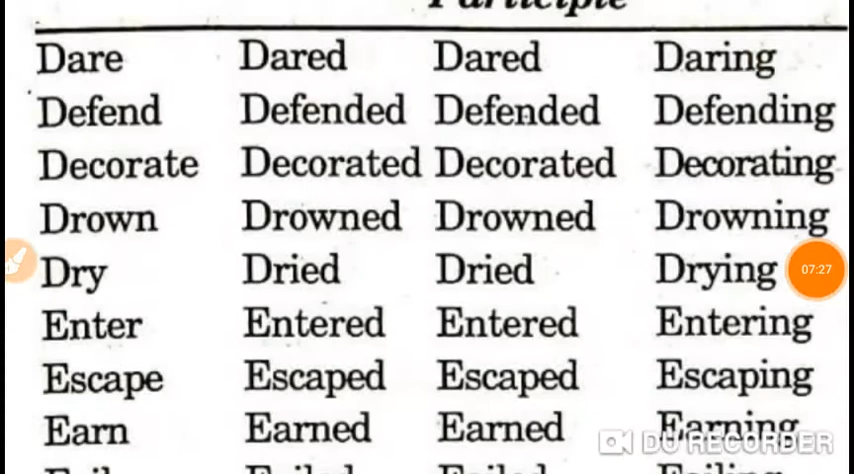 Participle
Dare Dared Dared Daring
Defend Defended Defended Defending
Decorate Decorated Decorated Decorating
Drown Drowned Drowned Drowning
Dry Dried Dried Drying 07:27
Enter Entered Entered Entering
Escape Escaped Escaped Escaping
Earn Earned Earned Earning
DU RECORDER